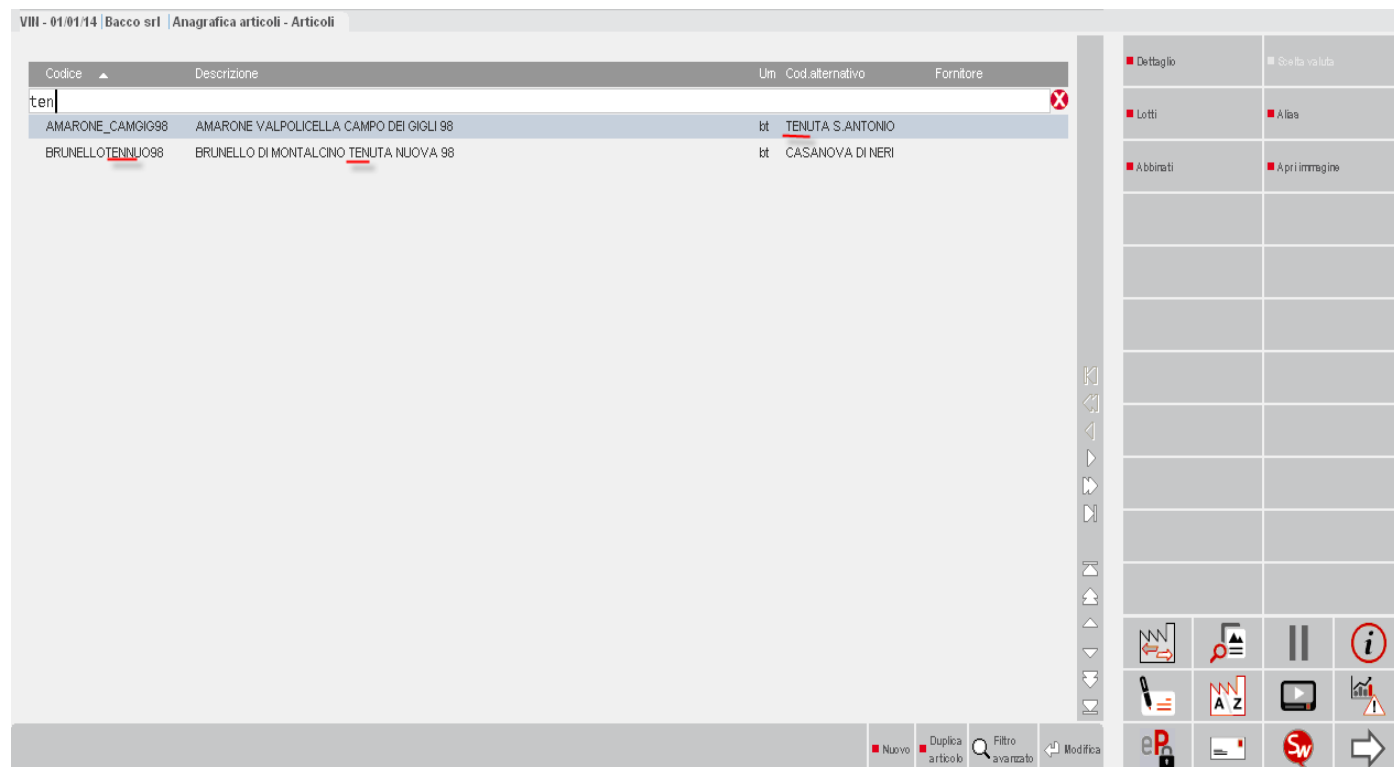 VIN - 01/01/14 | Bacco srl | Anagrafica articoli - Articoli
Codice Descrizione Um Cod.alternativo Fornitore
ten
AMARONE_CAMGIG98 AMARONE VALPOLICELLA CAMPO DEI GIGLI 98 bt TENUTA S.ANTONIO
BRUNELLOTENNUO98 BRUNELLO DI MONTALCINO TENUTA NUOVA 98 bt CASANOVA DI NERI
Dettaglio Scelta valuta
Lotti Alias
Abbinati Apri immagine
i
A Z
eP Sw
Nuovo Duplica articolo Filtro avanzato Modifica